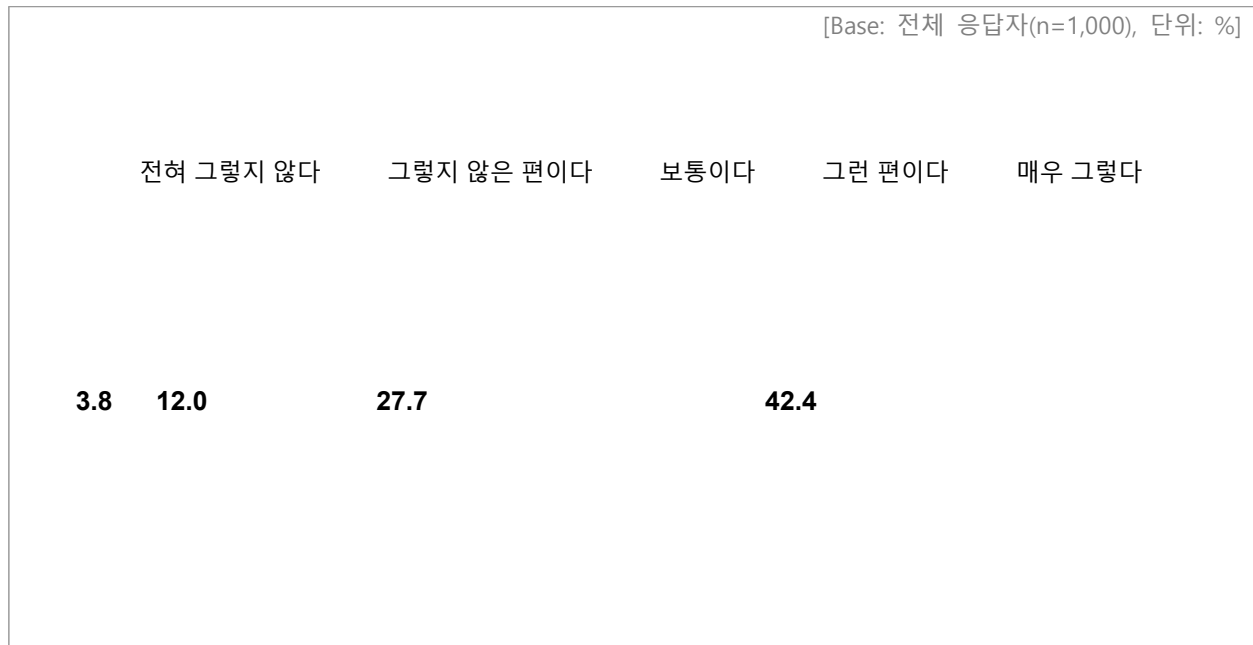 [Base: 전체 응답자(n=1,000), 단위: %]
전혀 그렇지 않다 그렇지 않은 편이다 보통이다 그런 편이다 매우 그렇다
3.8 12.0 27.7 42.4